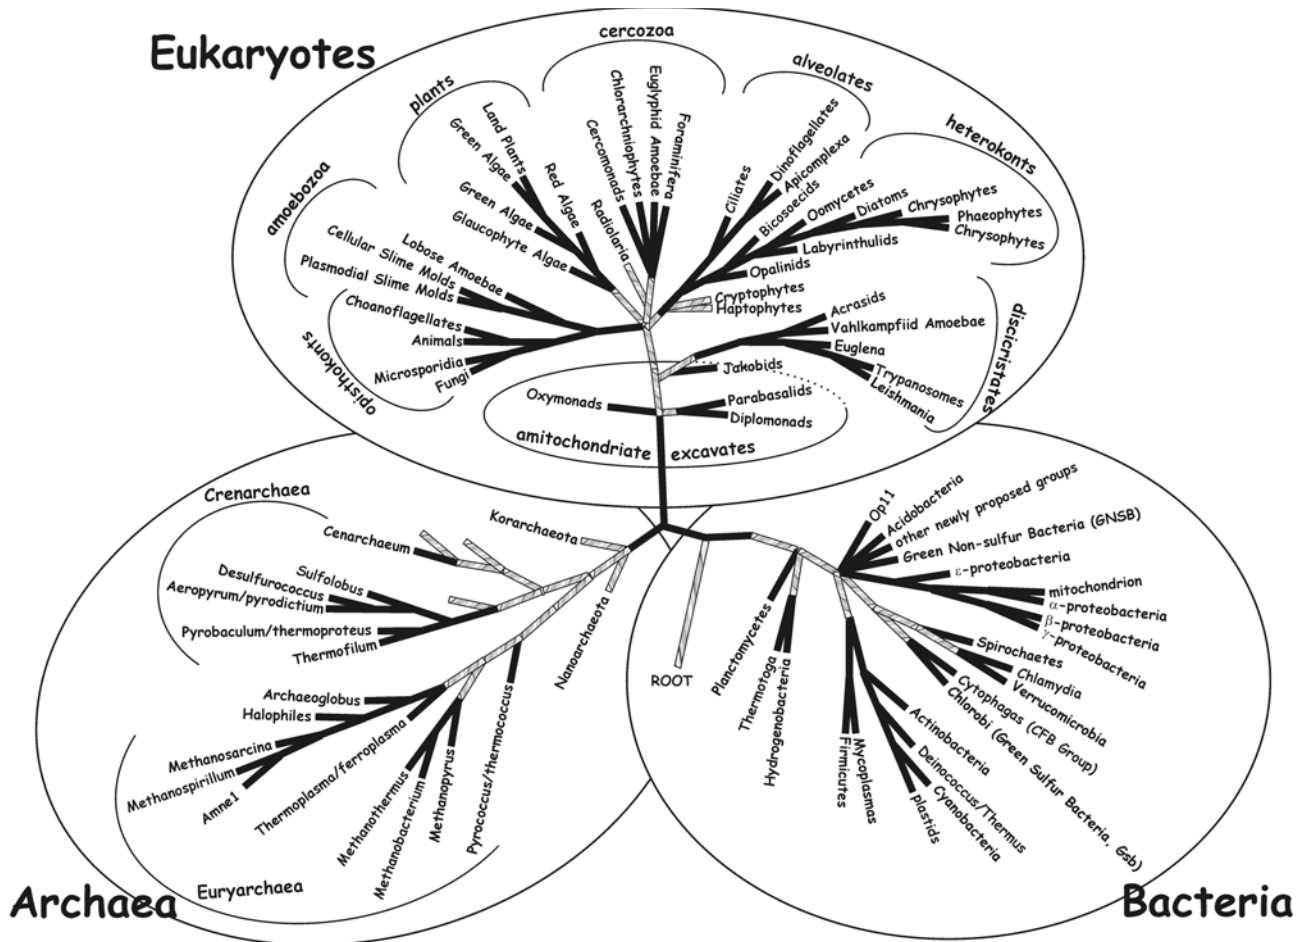 Eukaryotes
cercozoa
plants
alveolates
heterokonts
amoebozoa
opisthokonts
discicristates
Land Plants
Green Algae
Red Algae
Green Algae
Glaucophyte Algae
Radiolaria
Cercomonads
Chlorarchniophytes
Euglyphid Amoebae
Foraminifera
Ciliates
Dinoflagellates
Apicomplexa
Bicosoecids
Oomycetes
Diatoms
Chrysophytes
Phaeophytes
Chrysophytes
Labyrinthulids
Opalinids
Cryptophytes
Haptophytes
Lobose Amoebae
Cellular Slime Molds
Plasmodial Slime Molds
Choanoflagellates
Animals
Microsporidia
Fungi
Acrasids
Vahlkampfiid Amoebae
Euglena
Trypanosomes
Leishmania
Jakobids
Oxymonads
Parabasalids
Diplomonads
amitochondriate excavates
Crenarchaea
Korarchaeota
Cenarchaeum
Sulfolobus
Desulfurococcus
Aeropyrum/pyrodictium
Pyrobaculum/thermoproteus
Thermofilum
Nanoarchaeota
Archaeoglobus
Halophiles
Methanosarcina
Methanospirillum
Amne1
Thermoplasma/ferroplasma
Methanothermus
Methanobacterium
Methanopyrus
Pyrococcus/thermococcus
Euryarchaea
Archaea
ROOT
Op11
Acidobacteria
other newly proposed groups
Green Non-sulfur Bacteria (GNSB)
ε-proteobacteria
mitochondrion
α-proteobacteria
β-proteobacteria
γ-proteobacteria
Spirochaetes
Chlamydia
Verrucomicrobia
Cytophagas (CFB Group)
Chlorobi (Green Sulfur Bacteria, Gsb)
Planctomycetes
Thermotoga
Hydrogenobacteria
Firmicutes
Mycoplasmas
Actinobacteria
Deinococcus/Thermus
Cyanobacteria
plastids
Bacteria